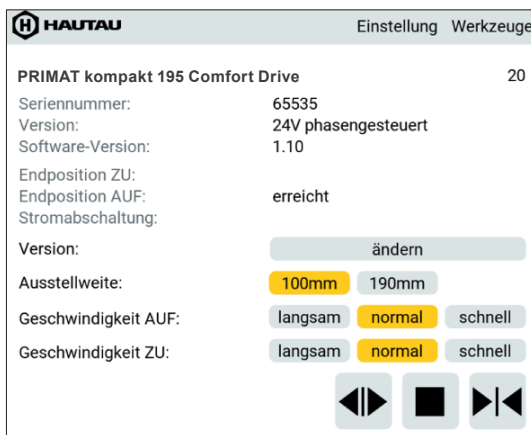 H HAUTAU Einstellung Werkzeuge
PRIMAT kompakt 195 Comfort Drive 20
Seriennummer: 65535
Version: 24V phasengesteuert
Software-Version: 1.10
Endposition ZU:
Endposition AUF: erreicht
Stromabschaltung:
Version: ändern
Ausstellweite: 100mm 190mm
Geschwindigkeit AUF: langsam normal schnell
Geschwindigkeit ZU: langsam normal schnell